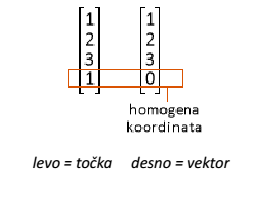 1 1
2 2
3 3
1 0
homogena
koordinata
levo = točka desno = vektor